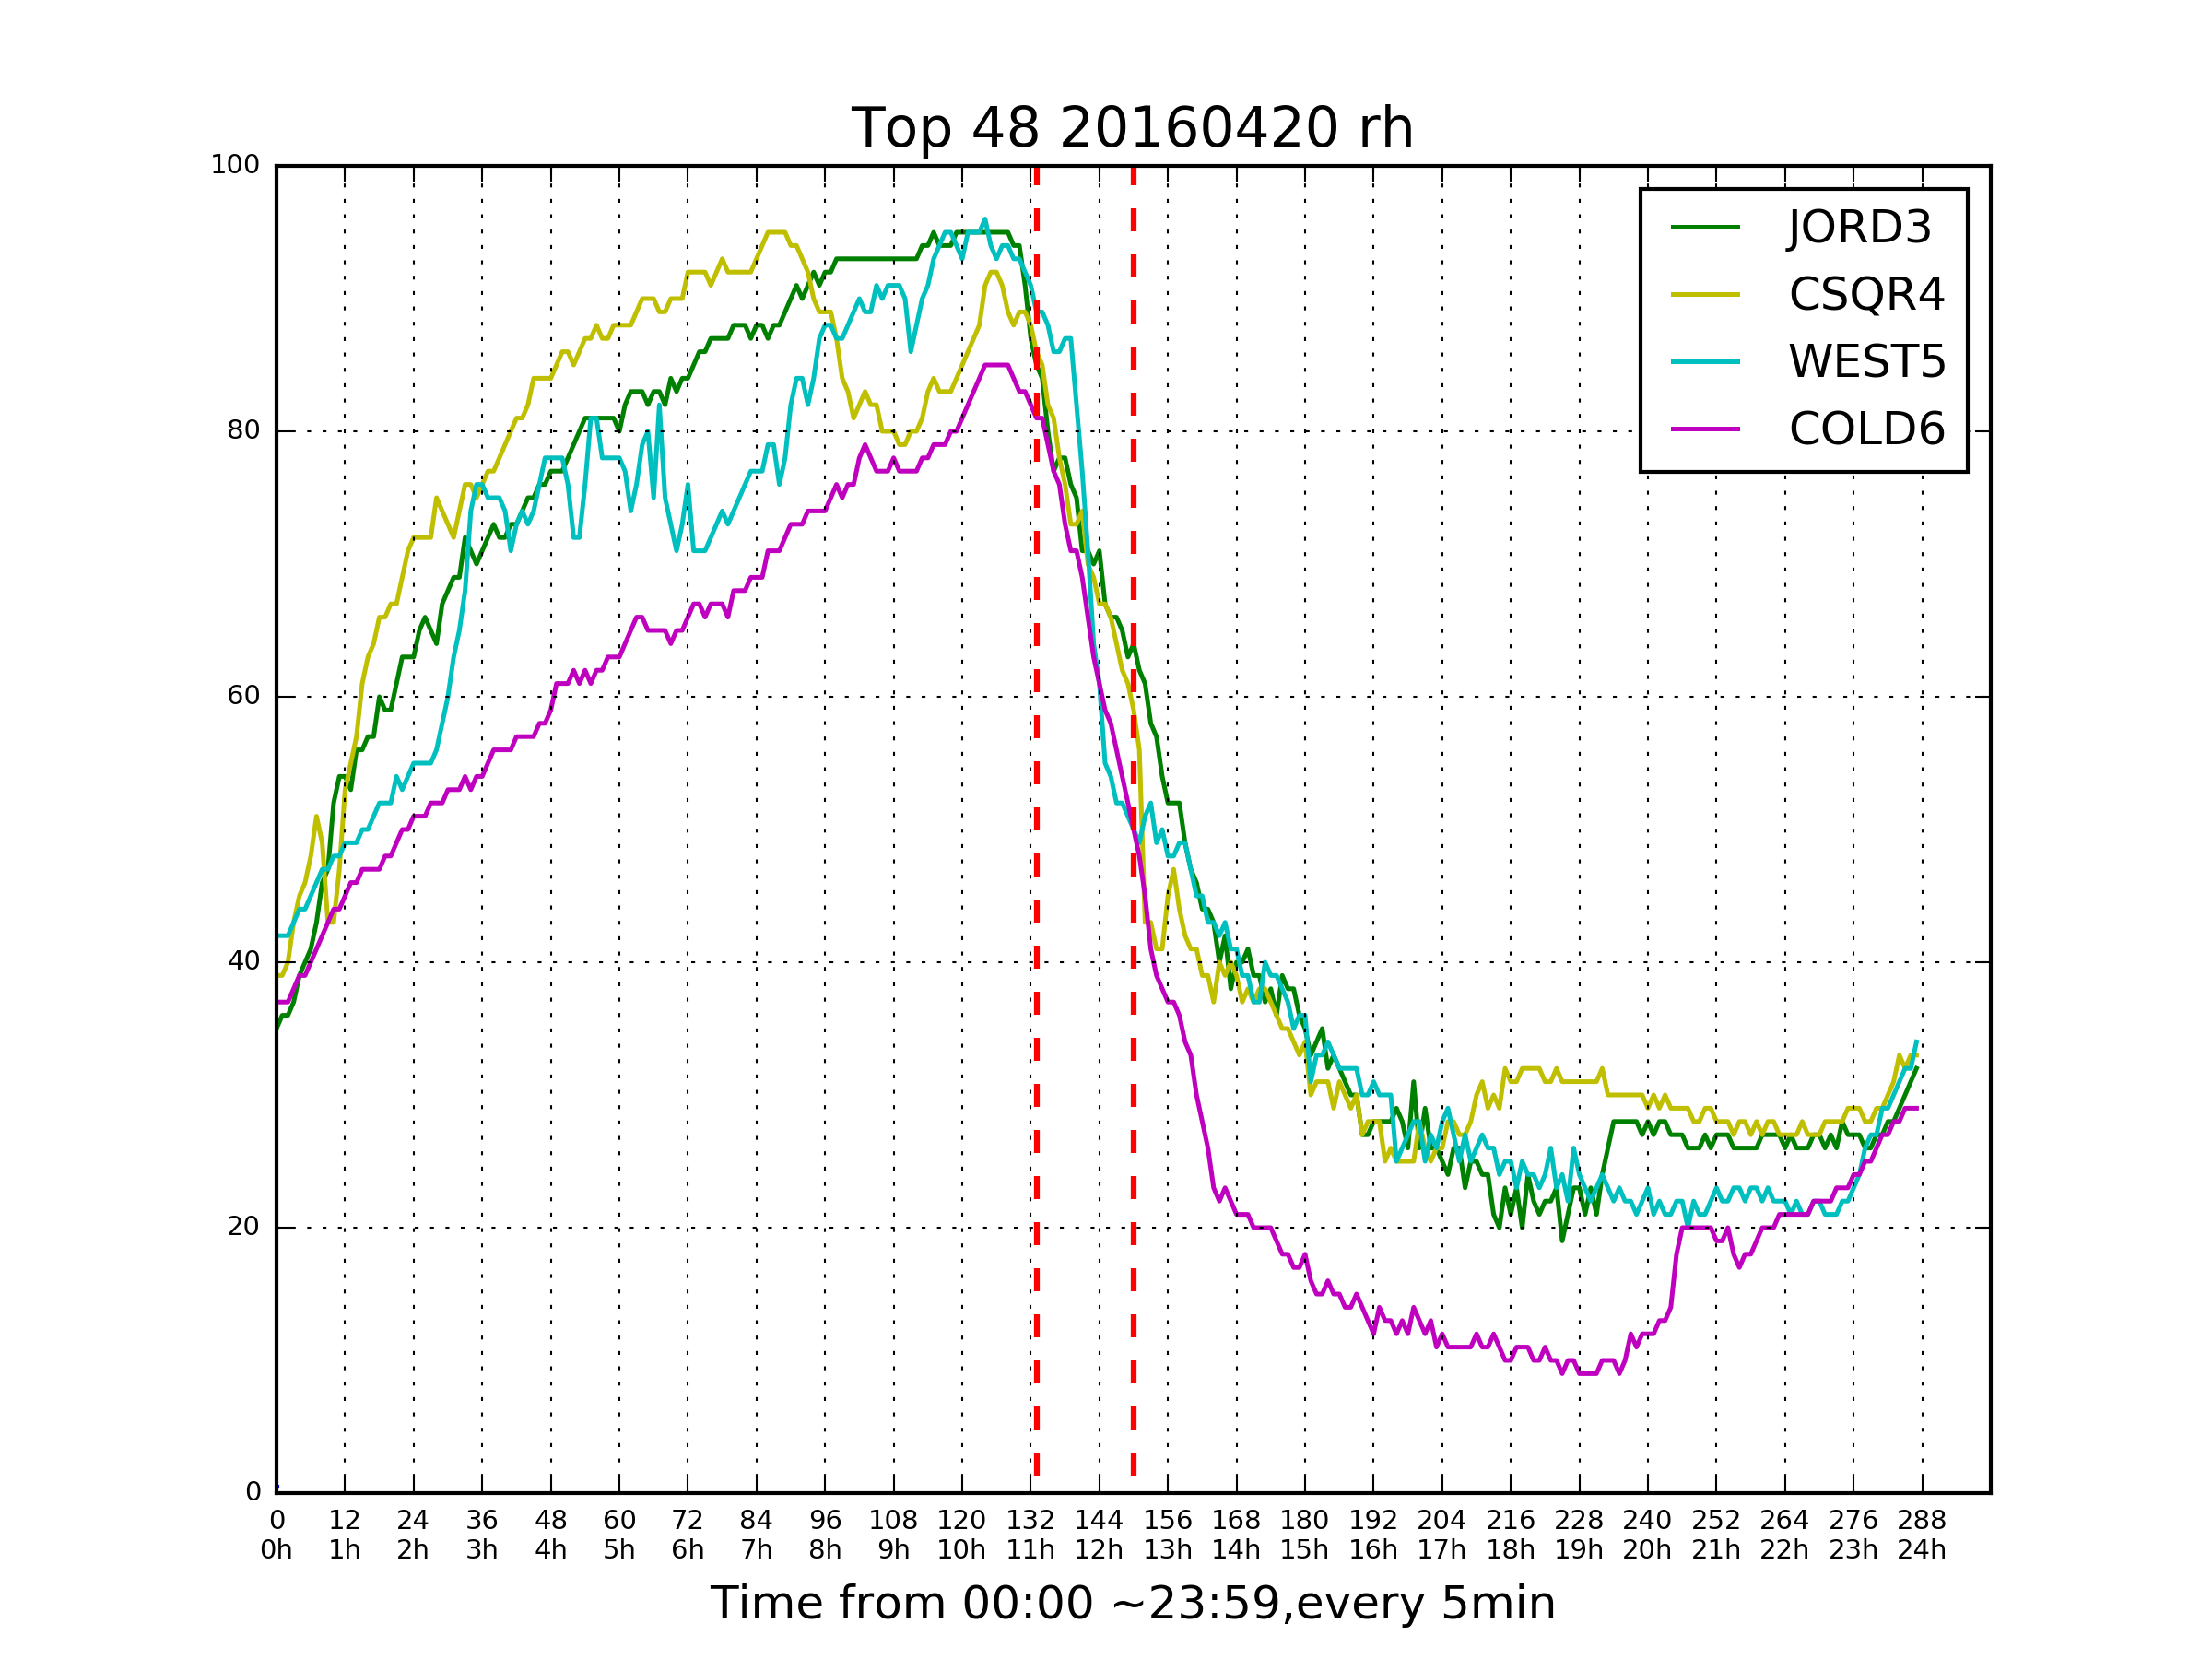 Top 48 20160420 rh
100
80
60
40
20
0
JORD3
CSQR4
WEST5
COLD6
0 12 24 36 48 60 72 84 96 108 120 132 144 156 168 180 192 204 216 228 240 252 264 276 288
0h 1h 2h 3h 4h 5h 6h 7h 8h 9h 10h 11h 12h 13h 14h 15h 16h 17h 18h 19h 20h 21h 22h 23h 24h
Time from 00:00 ~23:59,every 5min